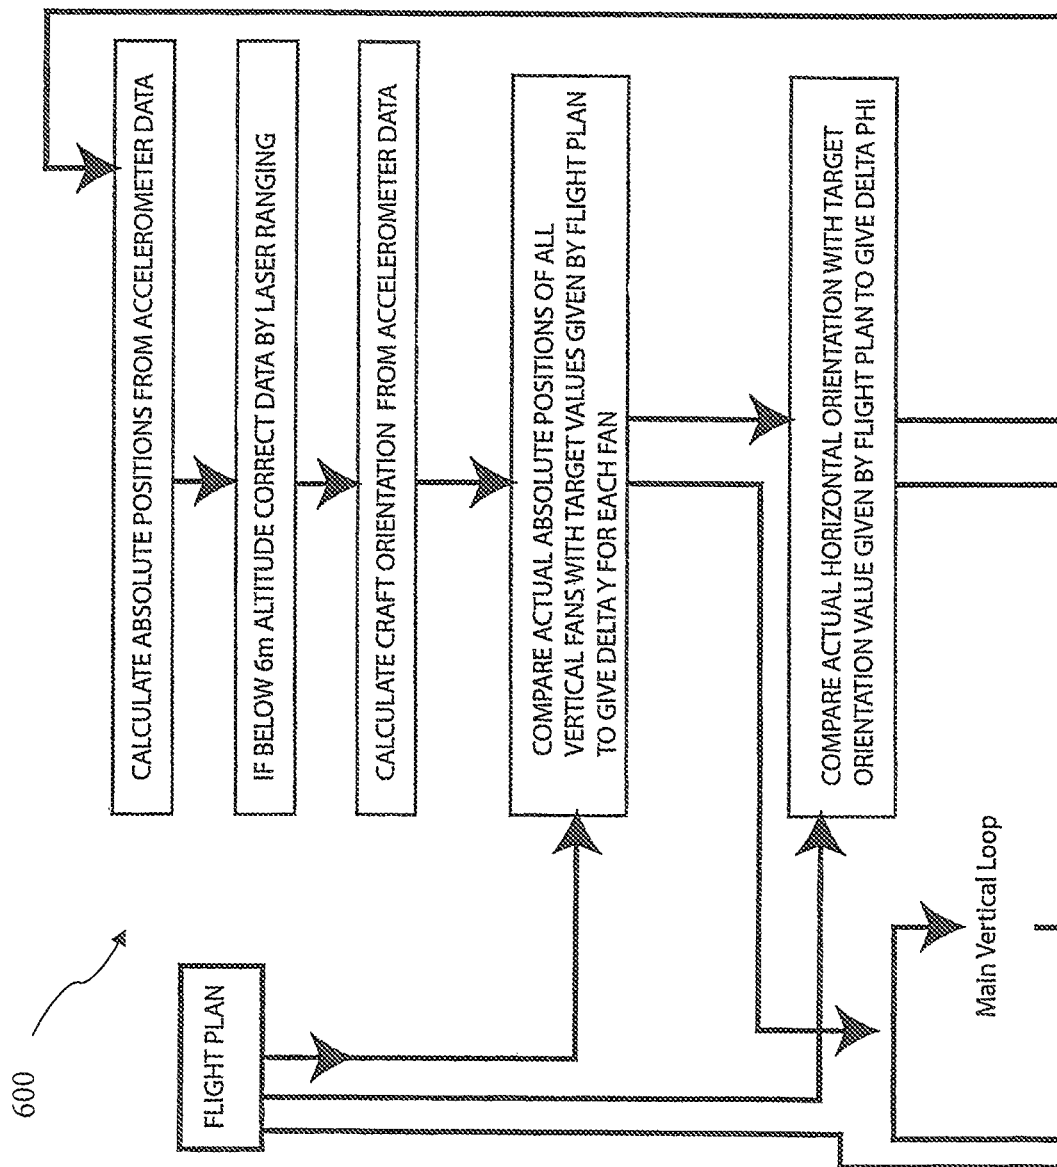 600
FLIGHT PLAN
CALCULATE ABSOLUTE POSITIONS FROM ACCELEROMETER DATA
IF BELOW 6m ALTITUDE CORRECT DATA BY LASER RANGING
CALCULATE CRAFT ORIENTATION FROM ACCELEROMETER DATA
COMPARE ACTUAL ABSOLUTE POSITIONS OF ALL
VERTICAL FANS WITH TARGET VALUES GIVEN BY FLIGHT PLAN
TO GIVE DELTA Y FOR EACH FAN
COMPARE ACTUAL HORIZONTAL ORIENTATION WITH TARGET
ORIENTATION VALUE GIVEN BY FLIGHT PLAN TO GIVE DELTA PHI
Main Vertical Loop